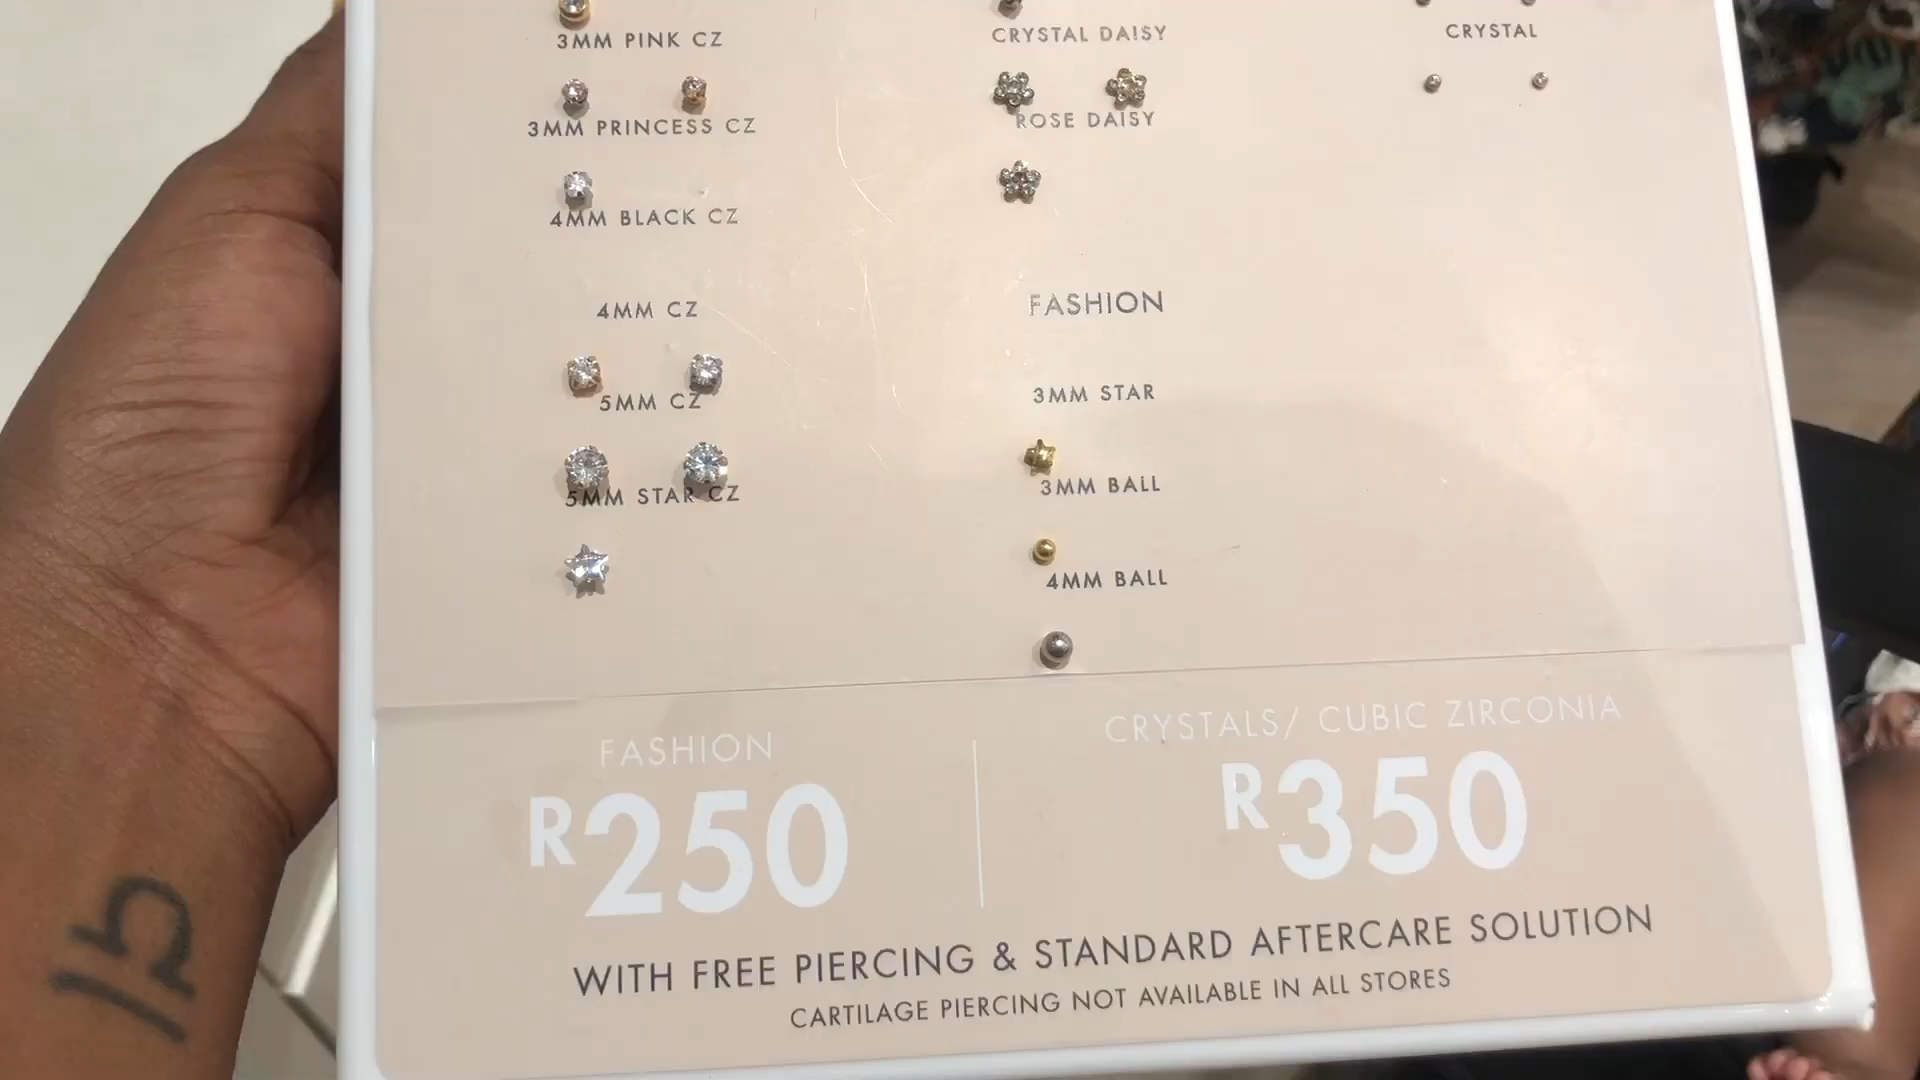 3MM PINK CZ
3MM PRINCESS CZ
4MM BLACK CZ
4MM CZ
5MM CZ
5MM STAR CZ
CRYSTAL DAISY
ROSE DAISY
FASHION
3MM STAR
3MM BALL
4MM BALL
CRYSTAL
FASHION
R250
CRYSTALS/ CUBIC ZIRCONIA
R350
WITH FREE PIERCING & STANDARD AFTERCARE SOLUTION
CARTILAGE PIERCING NOT AVAILABLE IN ALL STORES